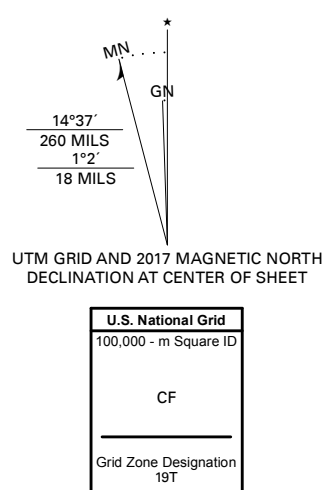 ★
MN
GN
14°37´
260 MILS
1°2´
18 MILS
UTM GRID AND 2017 MAGNETIC NORTH
DECLINATION AT CENTER OF SHEET
U.S. National Grid
100,000 - m Square ID
CF
Grid Zone Designation
19T